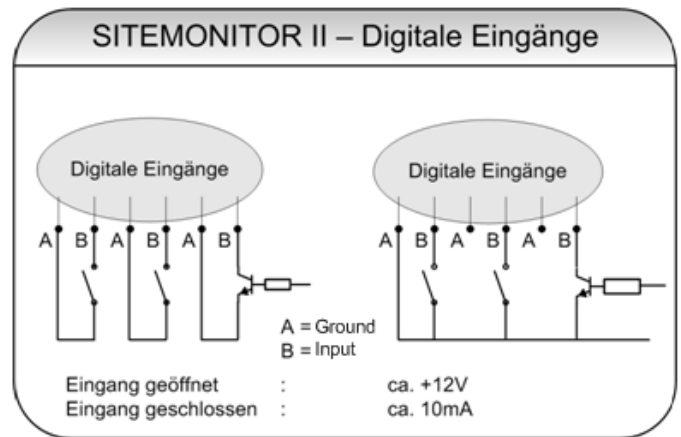 SITEMONITOR II – Digitale Eingänge
Digitale Eingänge
Digitale Eingänge
A B A B A B
A B A B A B
A = Ground
B = Input
Eingang geöffnet : ca. +12V
Eingang geschlossen : ca. 10mA